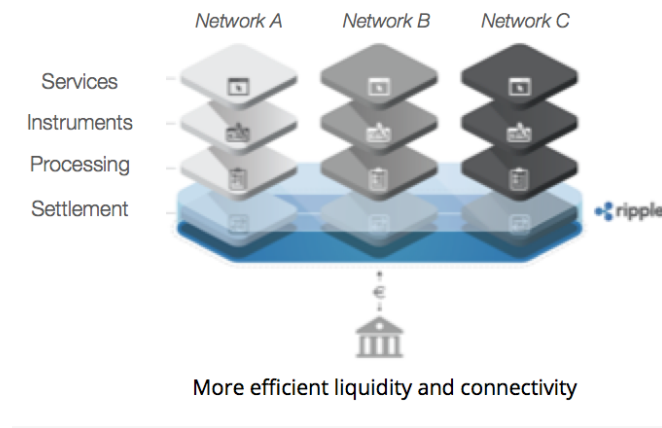 Network A Network B Network C
Services
Instruments
Processing
Settlement
ripple
€
More efficient liquidity and connectivity